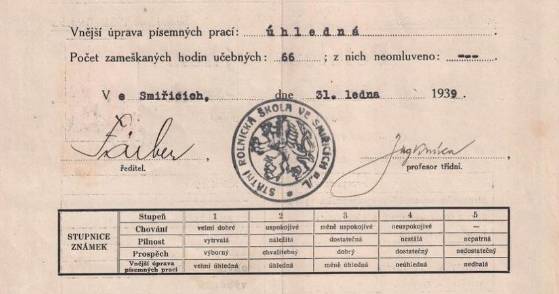 Vnější úprava písemných prací: úhledná
Počet zameškaných hodin učebných: 66 ; z nich neomluveno: ---
V e Smiřicích, dne 31. ledna 1939.
STÁTNÍ ROLNICKÁ ŠKOLA VE SMIŘICÍCH n./L.
ředitel.
profesor třídní.
STUPNICE ZNÁMEK
Stupeň 1 2 3 4 5
Chování velmi dobré uspokojivé méně uspokojivé neuspokojivé —
Pilnost vytrvalá náležitá dostatečná nestálá nepatrná
Prospěch výborný chvalitebný dobrý dostatečný nedostatečný
Vnější úprava písemných prací velmi úhledná úhledná méně úhledná neúhledná nedbalá